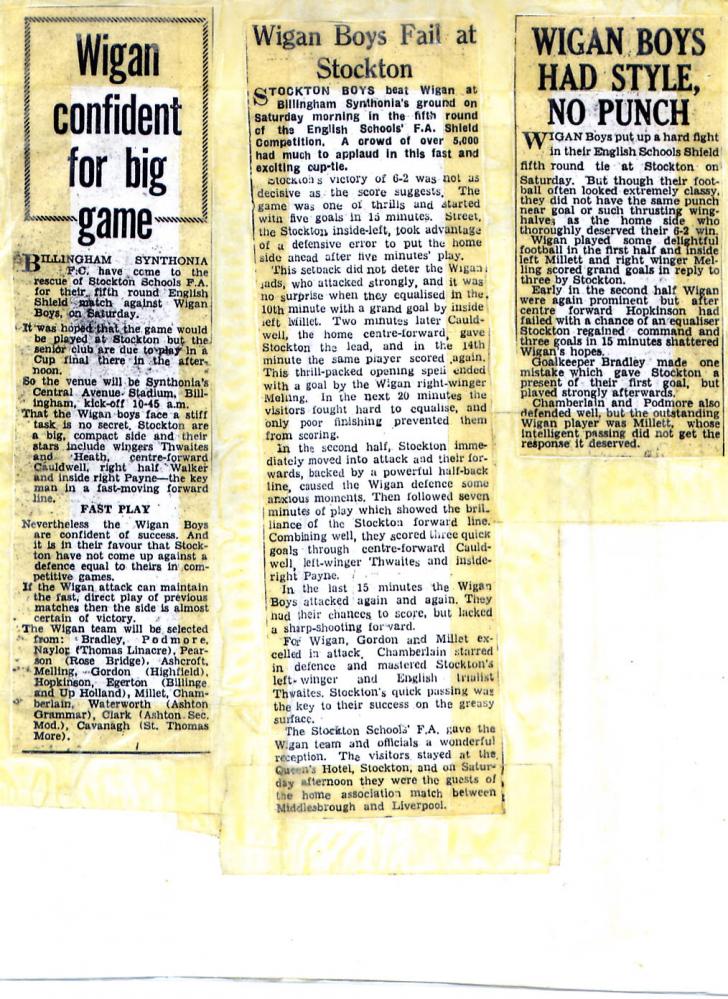 Wigan
confident
for big
game
BILLINGHAM SYNTHONIA
F.C. have come to the
rescue of Stockton Schools F.A.
for their fifth round English
Shield match against Wigan
Boys, on Saturday.
It was hoped that the game would
be played at Stockton but the
senior club are due to play in a
Cup final there in the after-
noon.
So the venue will be Synthonia's
Central Avenue Stadium, Bill-
ingham, kick-off 10-45 a.m.
That the Wigan boys face a stiff
task is no secret. Stockton are
a big, compact side and their
stars include wingers Thwaites
and Heath, centre-forward
Cauldwell, right half Walker
and inside right Payne—the key
man in a fast-moving forward
line.
FAST PLAY
Nevertheless the Wigan Boys
are confident of success. And
it is in their favour that Stock-
ton have not come up against a
defence equal to theirs in com-
petitive games.
If the Wigan attack can maintain
the fast, direct play of previous
matches then the side is almost
certain of victory.
The Wigan team will be selected
from: Bradley, Podmore,
Naylor (Thomas Linacre), Pear-
son (Rose Bridge), Ashcroft,
Melling, Gordon (Highfield),
Hopkinson, Egerton (Billinge
and Up Holland), Millet, Cham-
berlain, Waterworth (Ashton
Grammar), Clark (Ashton Sec.
Mod.), Cavanagh (St. Thomas
More).
Wigan Boys Fail at
Stockton
STOCKTON BOYS beat Wigan at
Billingham Synthonia's ground on
Saturday morning in the fifth round
of the English Schools' F.A. Shield
Competition. A crowd of over 5,000
had much to applaud in this fast and
exciting cup-tie.
Stockton's victory of 6-2 was not as
decisive as the score suggests. The
game was one of thrills and started
with five goals in 15 minutes. Street,
the Stockton inside-left, took advantage
of a defensive error to put the home
side ahead after five minutes' play.
This setback did not deter the Wigan
lads, who attacked strongly, and it was
no surprise when they equalised in the
10th minute with a grand goal by inside
left Millet. Two minutes later Cauld-
well, the home centre-forward, gave
Stockton the lead, and in the 14th
minute the same player scored again.
This thrill-packed opening spell ended
with a goal by the Wigan right-winger
Melling. In the next 20 minutes the
visitors fought hard to equalise, and
only poor finishing prevented them
from scoring.
In the second half, Stockton imme-
diately moved into attack and their for-
wards, backed by a powerful half-back
line, caused the Wigan defence some
anxious moments. Then followed seven
minutes of play which showed the bril-
liance of the Stockton forward line.
Combining well, they scored three quick
goals through centre-forward Cauld-
well, left-winger Thwaites and inside-
right Payne.
In the last 15 minutes the Wigan
Boys attacked again and again. They
had their chances to score, but lacked
a sharp-shooting forward.
For Wigan, Gordon and Millet ex-
celled in attack, Chamberlain starred
in defence and mastered Stockton's
left-winger and English trialist
Thwaites. Stockton's quick passing was
the key to their success on the greasy
surface.
The Stockton Schools' F.A. gave the
Wigan team and officials a wonderful
reception. The visitors stayed at the
Queen's Hotel, Stockton, and on Satur-
day afternoon they were the guests of
the home association match between
Middlesbrough and Liverpool.
WIGAN BOYS
HAD STYLE,
NO PUNCH
WIGAN Boys put up a hard fight
in their English Schools Shield
fifth round tie at Stockton on
Saturday. But though their foot-
ball often looked extremely classy,
they did not have the same punch
near goal or such thrusting wing-
halves as the home side who
thoroughly deserved their 6-2 win.
Wigan played some delightful
football in the first half and inside
left Millett and right winger Mel-
ling scored grand goals in reply to
three by Stockton.
Early in the second half Wigan
were again prominent but after
centre forward Hopkinson had
failed with a chance of an equaliser
Stockton regained command and
three goals in 15 minutes shattered
Wigan's hopes.
Goalkeeper Bradley made one
mistake which gave Stockton a
present of their first goal, but
played strongly afterwards.
Chamberlain and Podmore also
defended well, but the outstanding
Wigan player was Millett, whose
intelligent passing did not get the
response it deserved.